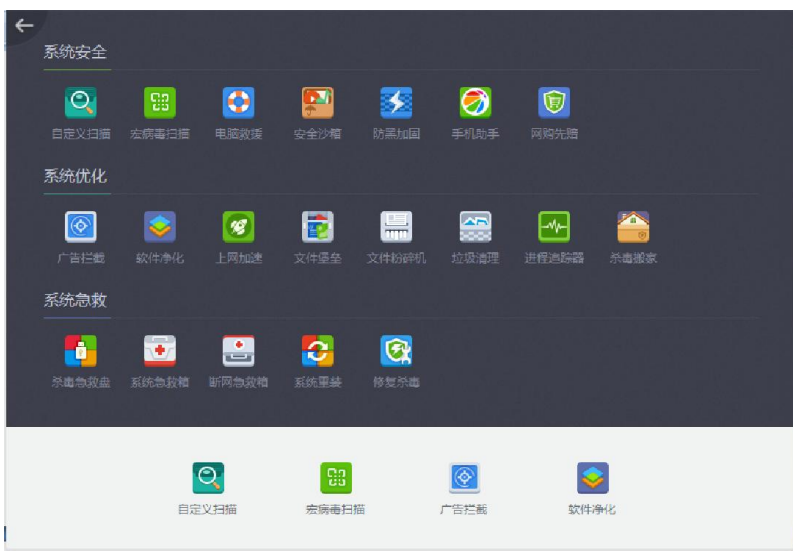 系统安全
自定义扫描 宏病毒扫描 电脑救援 安全沙箱 防黑加固 手机助手 网购先赔
系统优化
广告拦截 软件净化 上网加速 文件堡垒 文件粉碎机 垃圾清理 进程追踪器 杀毒搬家
系统急救
杀毒急救盘 系统急救箱 断网急救箱 系统重装 修复杀毒
自定义扫描 宏病毒扫描 广告拦截 软件净化